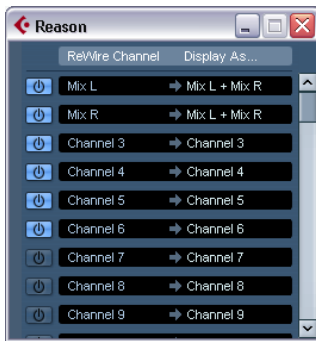 Reason
ReWire Channel Display As...
Mix L Mix L + Mix R
Mix R Mix L + Mix R
Channel 3 Channel 3
Channel 4 Channel 4
Channel 5 Channel 5
Channel 6 Channel 6
Channel 7 Channel 7
Channel 8 Channel 8
Channel 9 Channel 9